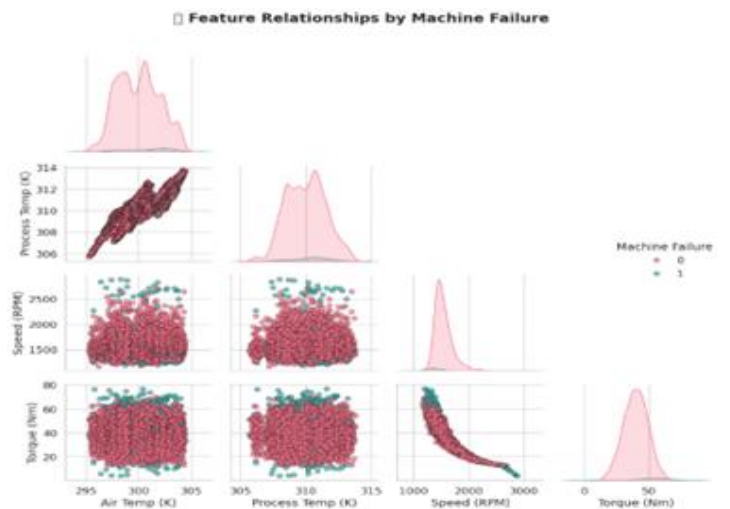 Feature Relationships by Machine Failure
314
312
310
308
306
Process Temp (K)
Machine Failure
0
1
2500
2000
1500
Speed (RPM)
80
60
40
20
Torque (Nm)
295 300 305 305 310 315 1000 2000 3000 0 50
Air Temp (K) Process Temp (K) Speed (RPM) Torque (Nm)